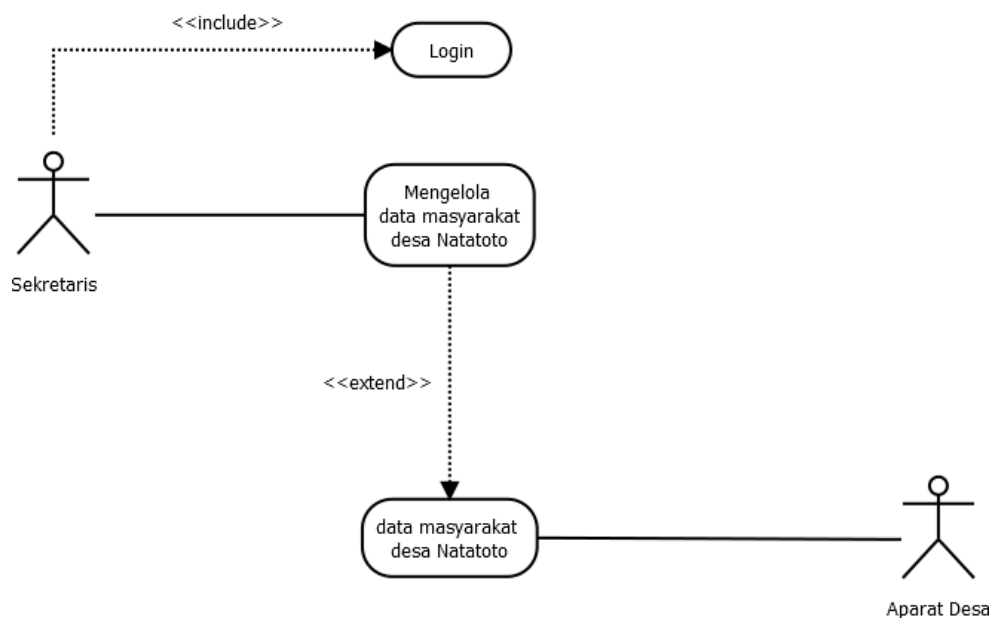 <<include>>
Login
Mengelola
data masyarakat
desa Natatoto
Sekretaris
<<extend>>
data masyarakat
desa Natatoto
Aparat Desa